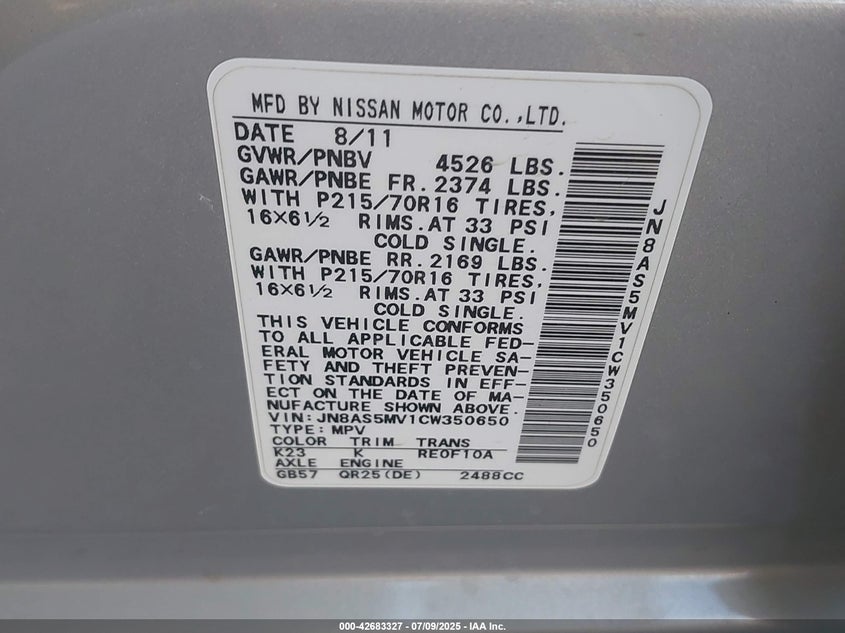 MFD BY NISSAN MOTOR CO.,LTD.
DATE 8/11
GVWR/PNBV 4526 LBS.
GAWR/PNBE FR. 2374 LBS.
WITH P215/70R16 TIRES,
16×6½ RIMS.AT 33 PSI
COLD SINGLE.
GAWR/PNBE RR. 2169 LBS.
WITH P215/70R16 TIRES,
16×6½ RIMS.AT 33 PSI
COLD SINGLE.
THIS VEHICLE CONFORMS
TO ALL APPLICABLE FED-
ERAL MOTOR VEHICLE SA-
FETY AND THEFT PREVEN-
TION STANDARDS IN EFF-
ECT ON THE DATE OF MA-
NUFACTURE SHOWN ABOVE.
VIN:JN8AS5MV1CW350650
TYPE:MPV
COLOR TRIM TRANS
K23 K RE0F10A
AXLE ENGINE
GB57 QR25(DE) 2488CC
JN8AS5MV1CW350650
000-42683327 - 07/09/2025 - IAA Inc.